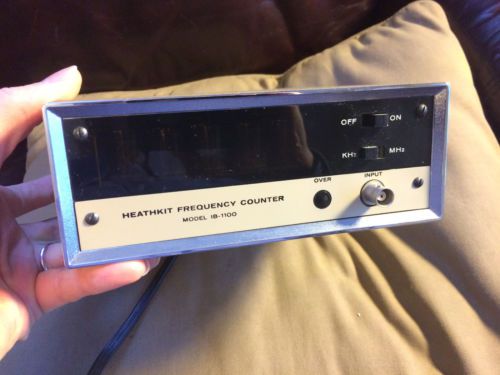 OFF ON
KHz MHz
OVER INPUT
HEATHKIT FREQUENCY COUNTER
MODEL IB-1100